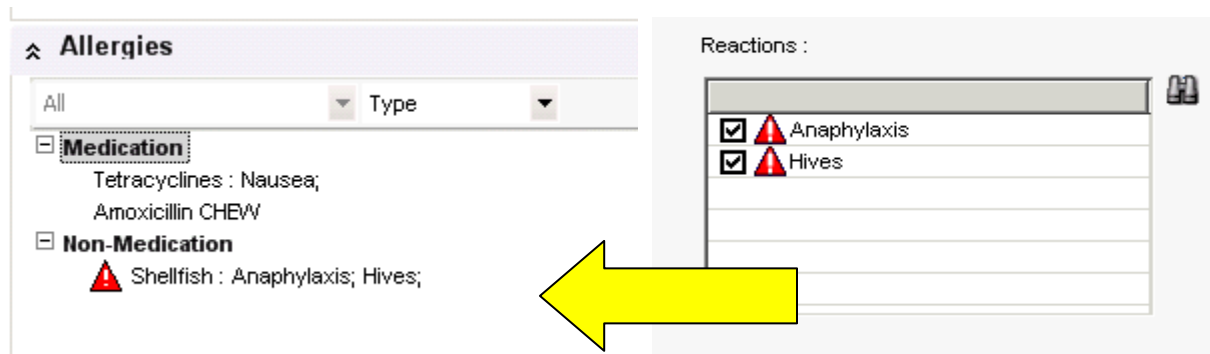 Allergies
All Type
Medication
Tetracyclines : Nausea;
Amoxicillin CHEW
Non-Medication
Shellfish : Anaphylaxis; Hives;
Reactions :
Anaphylaxis
Hives